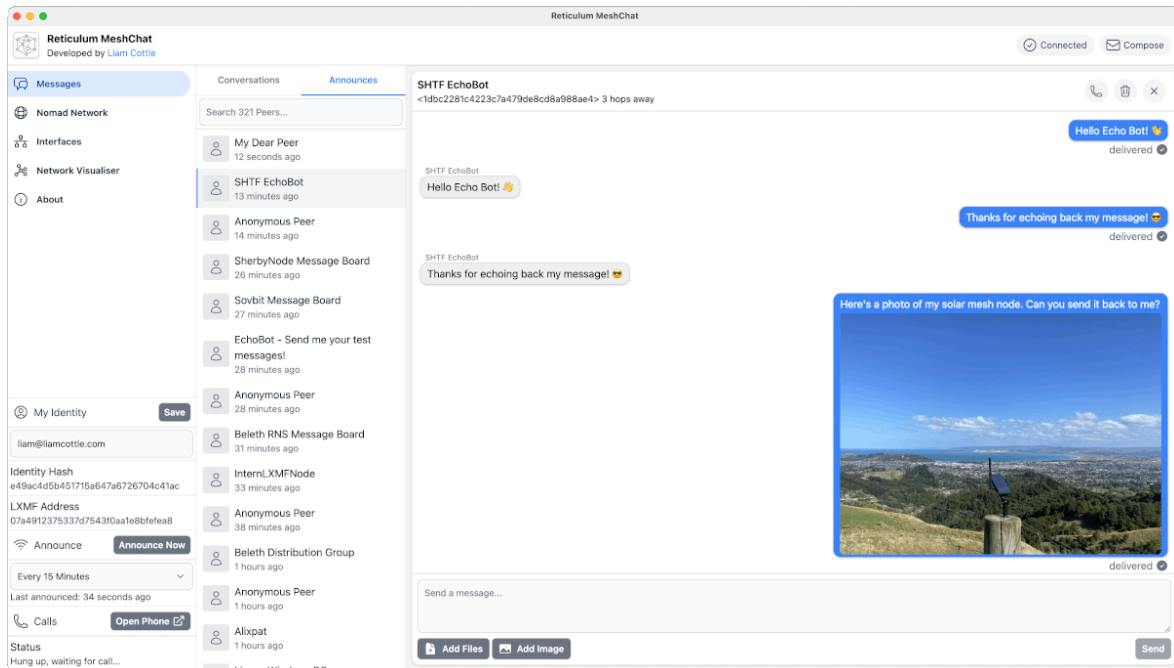 Reticulum MeshChat
Reticulum MeshChat
Developed by Liam Cottle
Connected
Compose
Messages
Nomad Network
Interfaces
Network Visualiser
About
My Identity
Save
liam@liamcottle.com
Identity Hash
e49ac4d5b451715a647a6726704c41ac
LXMF Address
07a4912375337d7543f0aa1e8bfefea8
Announce
Announce Now
Every 15 Minutes
Last announced: 34 seconds ago
Calls
Open Phone
Status
Hung up, waiting for call...
Conversations
Announces
Search 321 Peers...
My Dear Peer
12 seconds ago
SHTF EchoBot
13 minutes ago
Anonymous Peer
14 minutes ago
SherbyNode Message Board
26 minutes ago
Sovbit Message Board
27 minutes ago
EchoBot - Send me your test
messages!
28 minutes ago
Anonymous Peer
28 minutes ago
Beleth RNS Message Board
31 minutes ago
InternLXMFNode
33 minutes ago
Anonymous Peer
38 minutes ago
Beleth Distribution Group
1 hours ago
Anonymous Peer
1 hours ago
Alixpat
1 hours ago
SHTF EchoBot
<1dbc2281c4223c7a479de8cd8a988ae4> 3 hops away
Hello Echo Bot! 👋
delivered
SHTF EchoBot
Hello Echo Bot! 👋
Thanks for echoing back my message! 😎
delivered
SHTF EchoBot
Thanks for echoing back my message! 😎
Here's a photo of my solar mesh node. Can you send it back to me?
delivered
Send a message...
Add Files
Add Image
Send